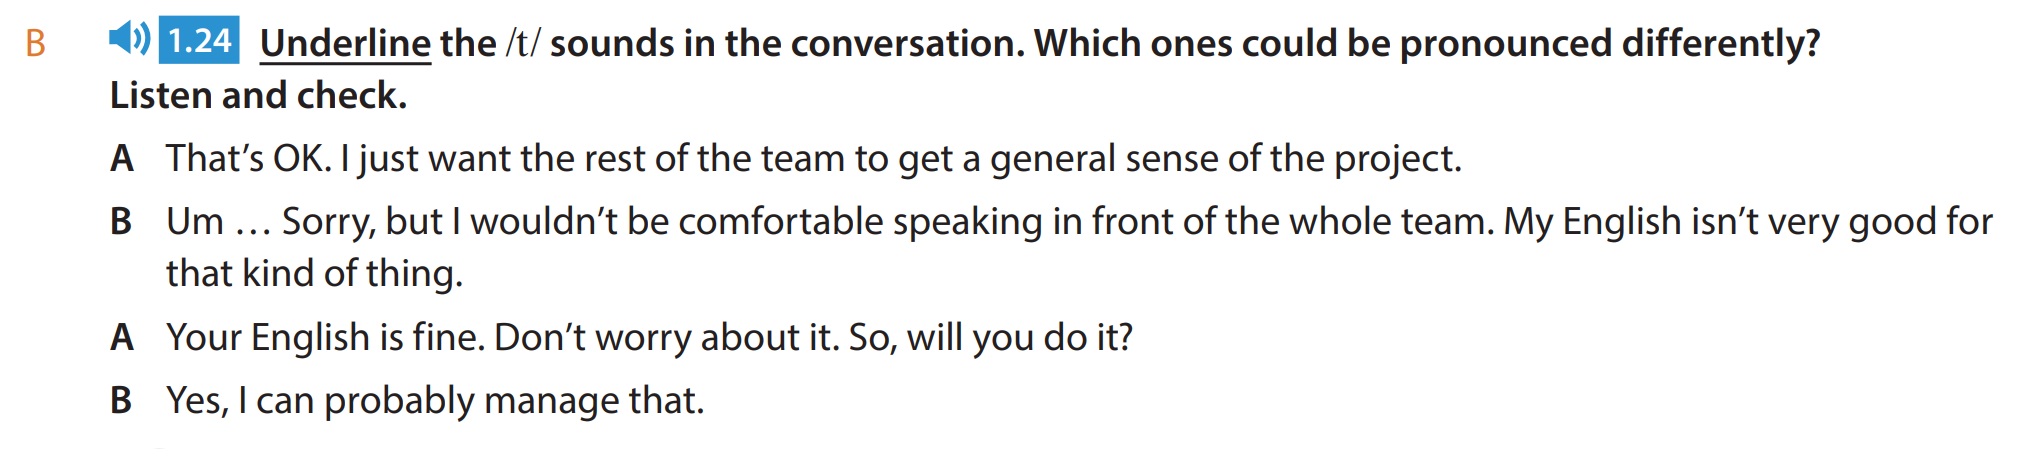 B 1.24 Underline the /t/ sounds in the conversation. Which ones could be pronounced differently?
Listen and check.
A That’s OK. I just want the rest of the team to get a general sense of the project.
B Um … Sorry, but I wouldn’t be comfortable speaking in front of the whole team. My English isn’t very good for
that kind of thing.
A Your English is fine. Don’t worry about it. So, will you do it?
B Yes, I can probably manage that.